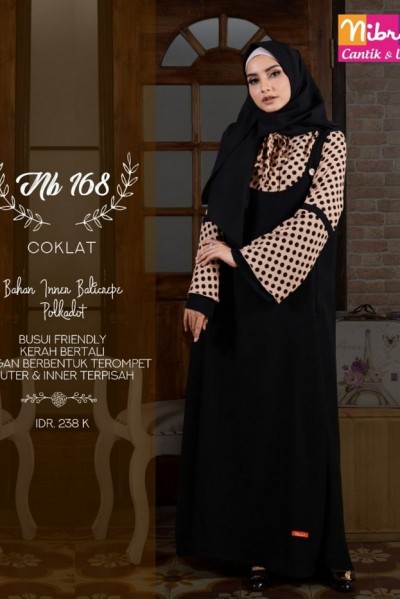 Nibr
Cantik &
Nb 168
COKLAT
Bahan Inner Balicrepe
Polkadot
BUSUI FRIENDLY
KERAH BERTALI
GAN BERBENTUK TEROMPET
UTER & INNER TERPISAH
IDR. 238 K